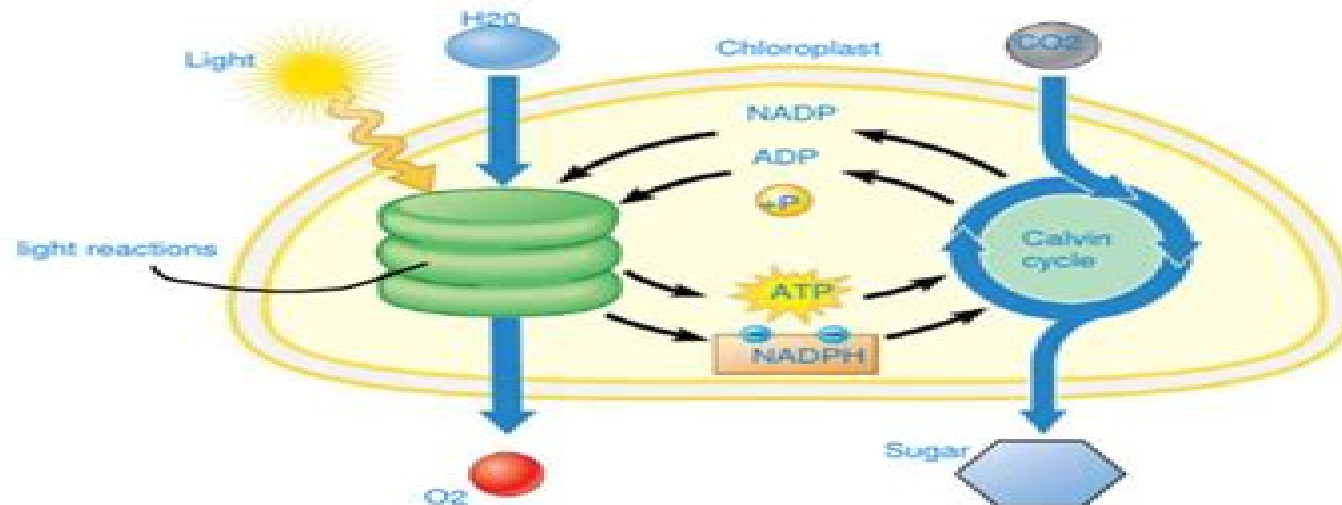 H20
Light
Chloroplast
CO2
NADP
ADP
+P
light reactions
Calvin
cycle
ATP
NADPH
Sugar
O2